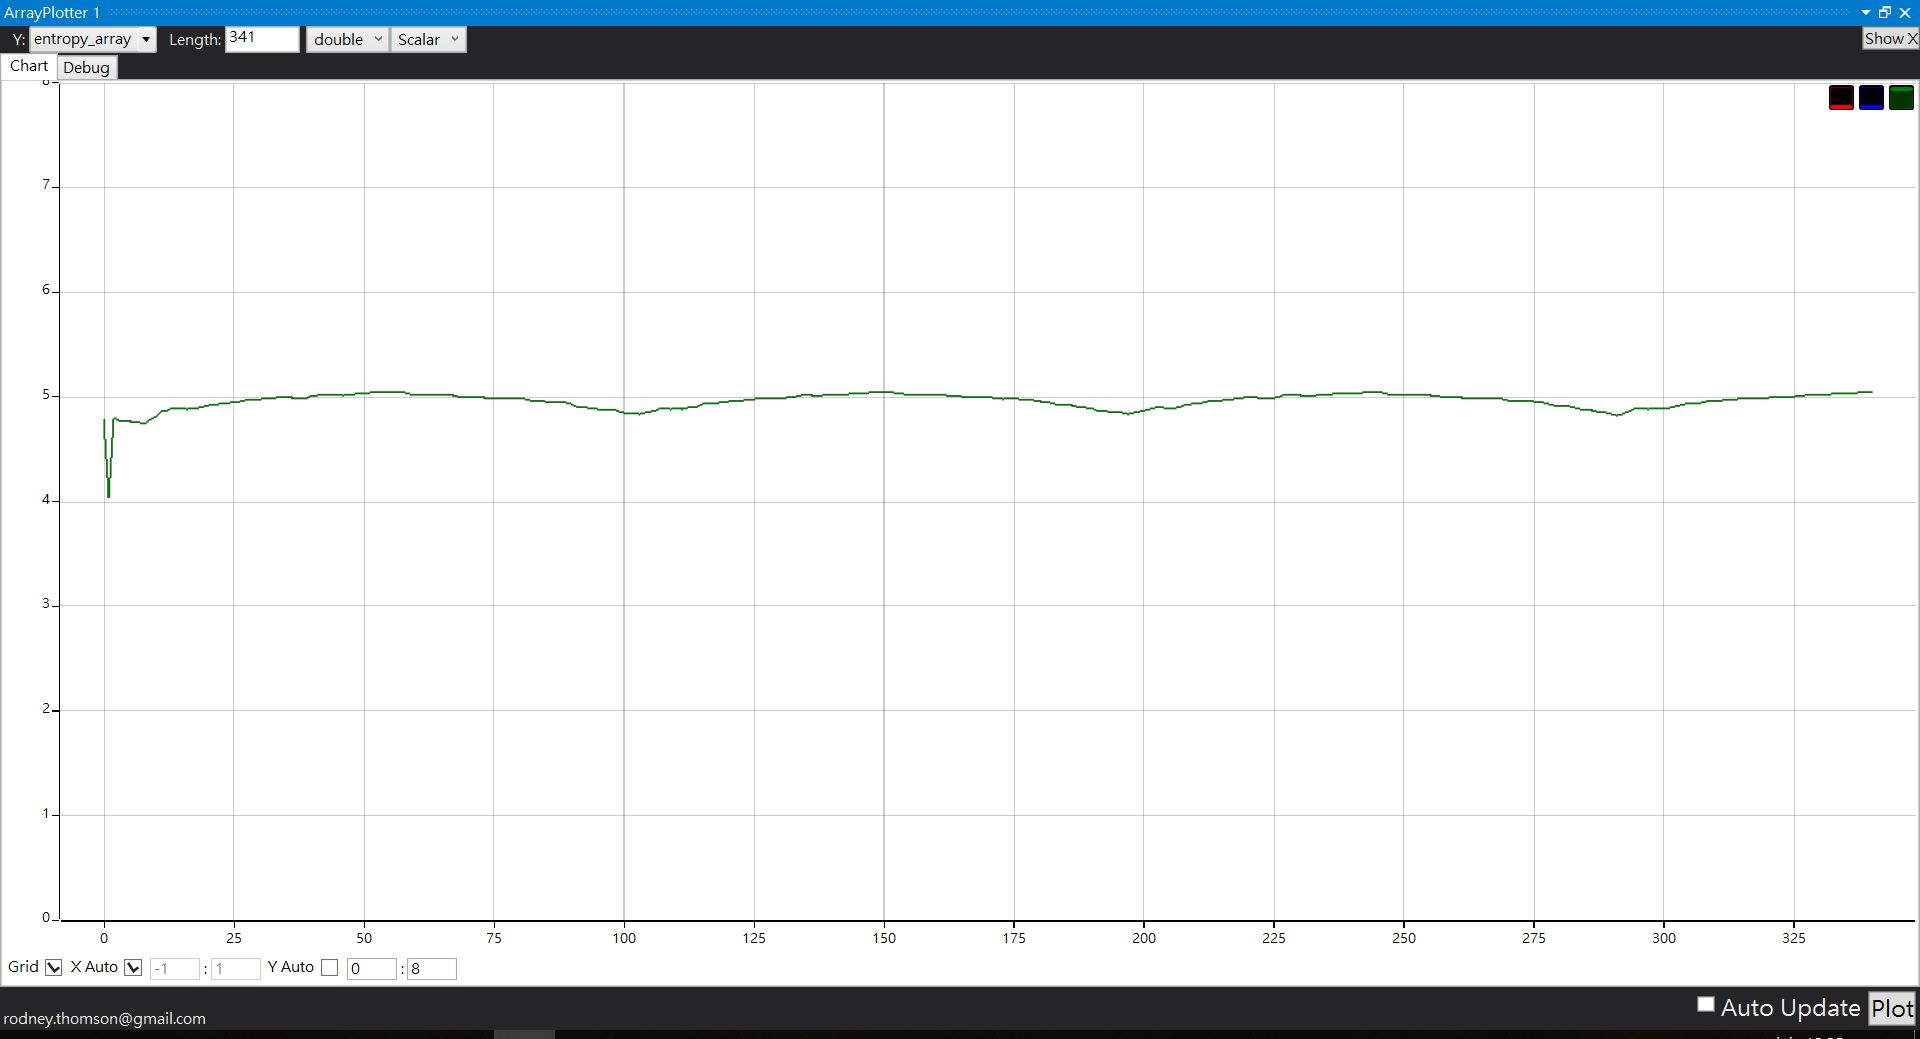 ArrayPlotter 1
Y: entropy_array Length: 341 double Scalar Show X
Chart Debug
8
7
6
5
4
3
2
1
0
0 25 50 75 100 125 150 175 200 225 250 275 300 325
Grid X Auto -1 : 1 Y Auto 0 : 8
Auto Update Plot
rodney.thomson@gmail.com